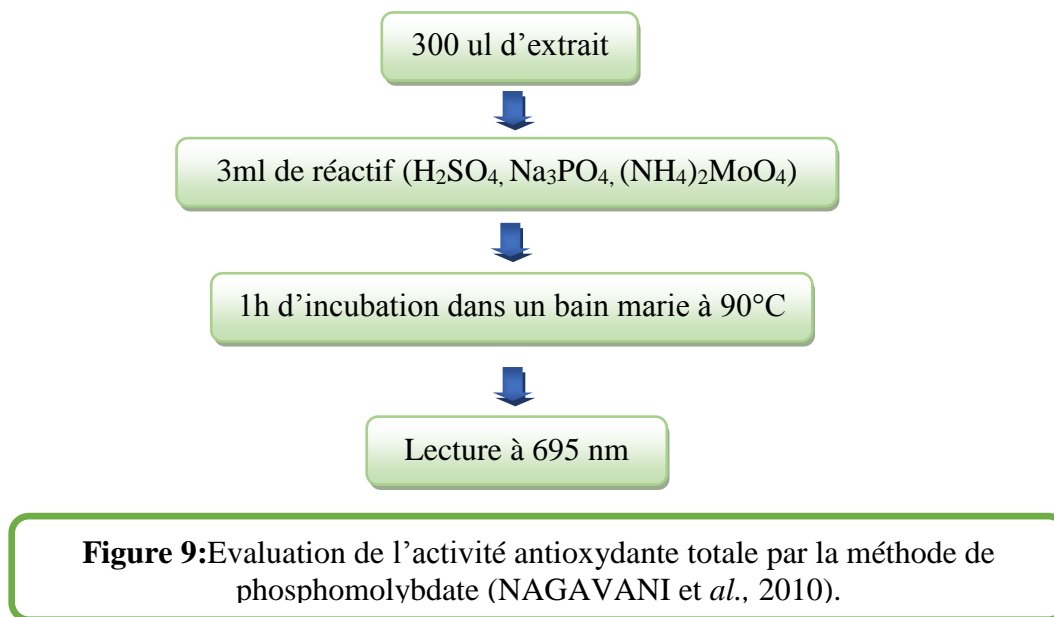 300 ul d’extrait
3ml de réactif (H₂SO₄, Na₃PO₄, (NH₄)₂MoO₄)
1h d’incubation dans un bain marie à 90°C
Lecture à 695 nm
Figure 9:Evaluation de l’activité antioxydante totale par la méthode de
phosphomolybdate (NAGAVANI et al., 2010).